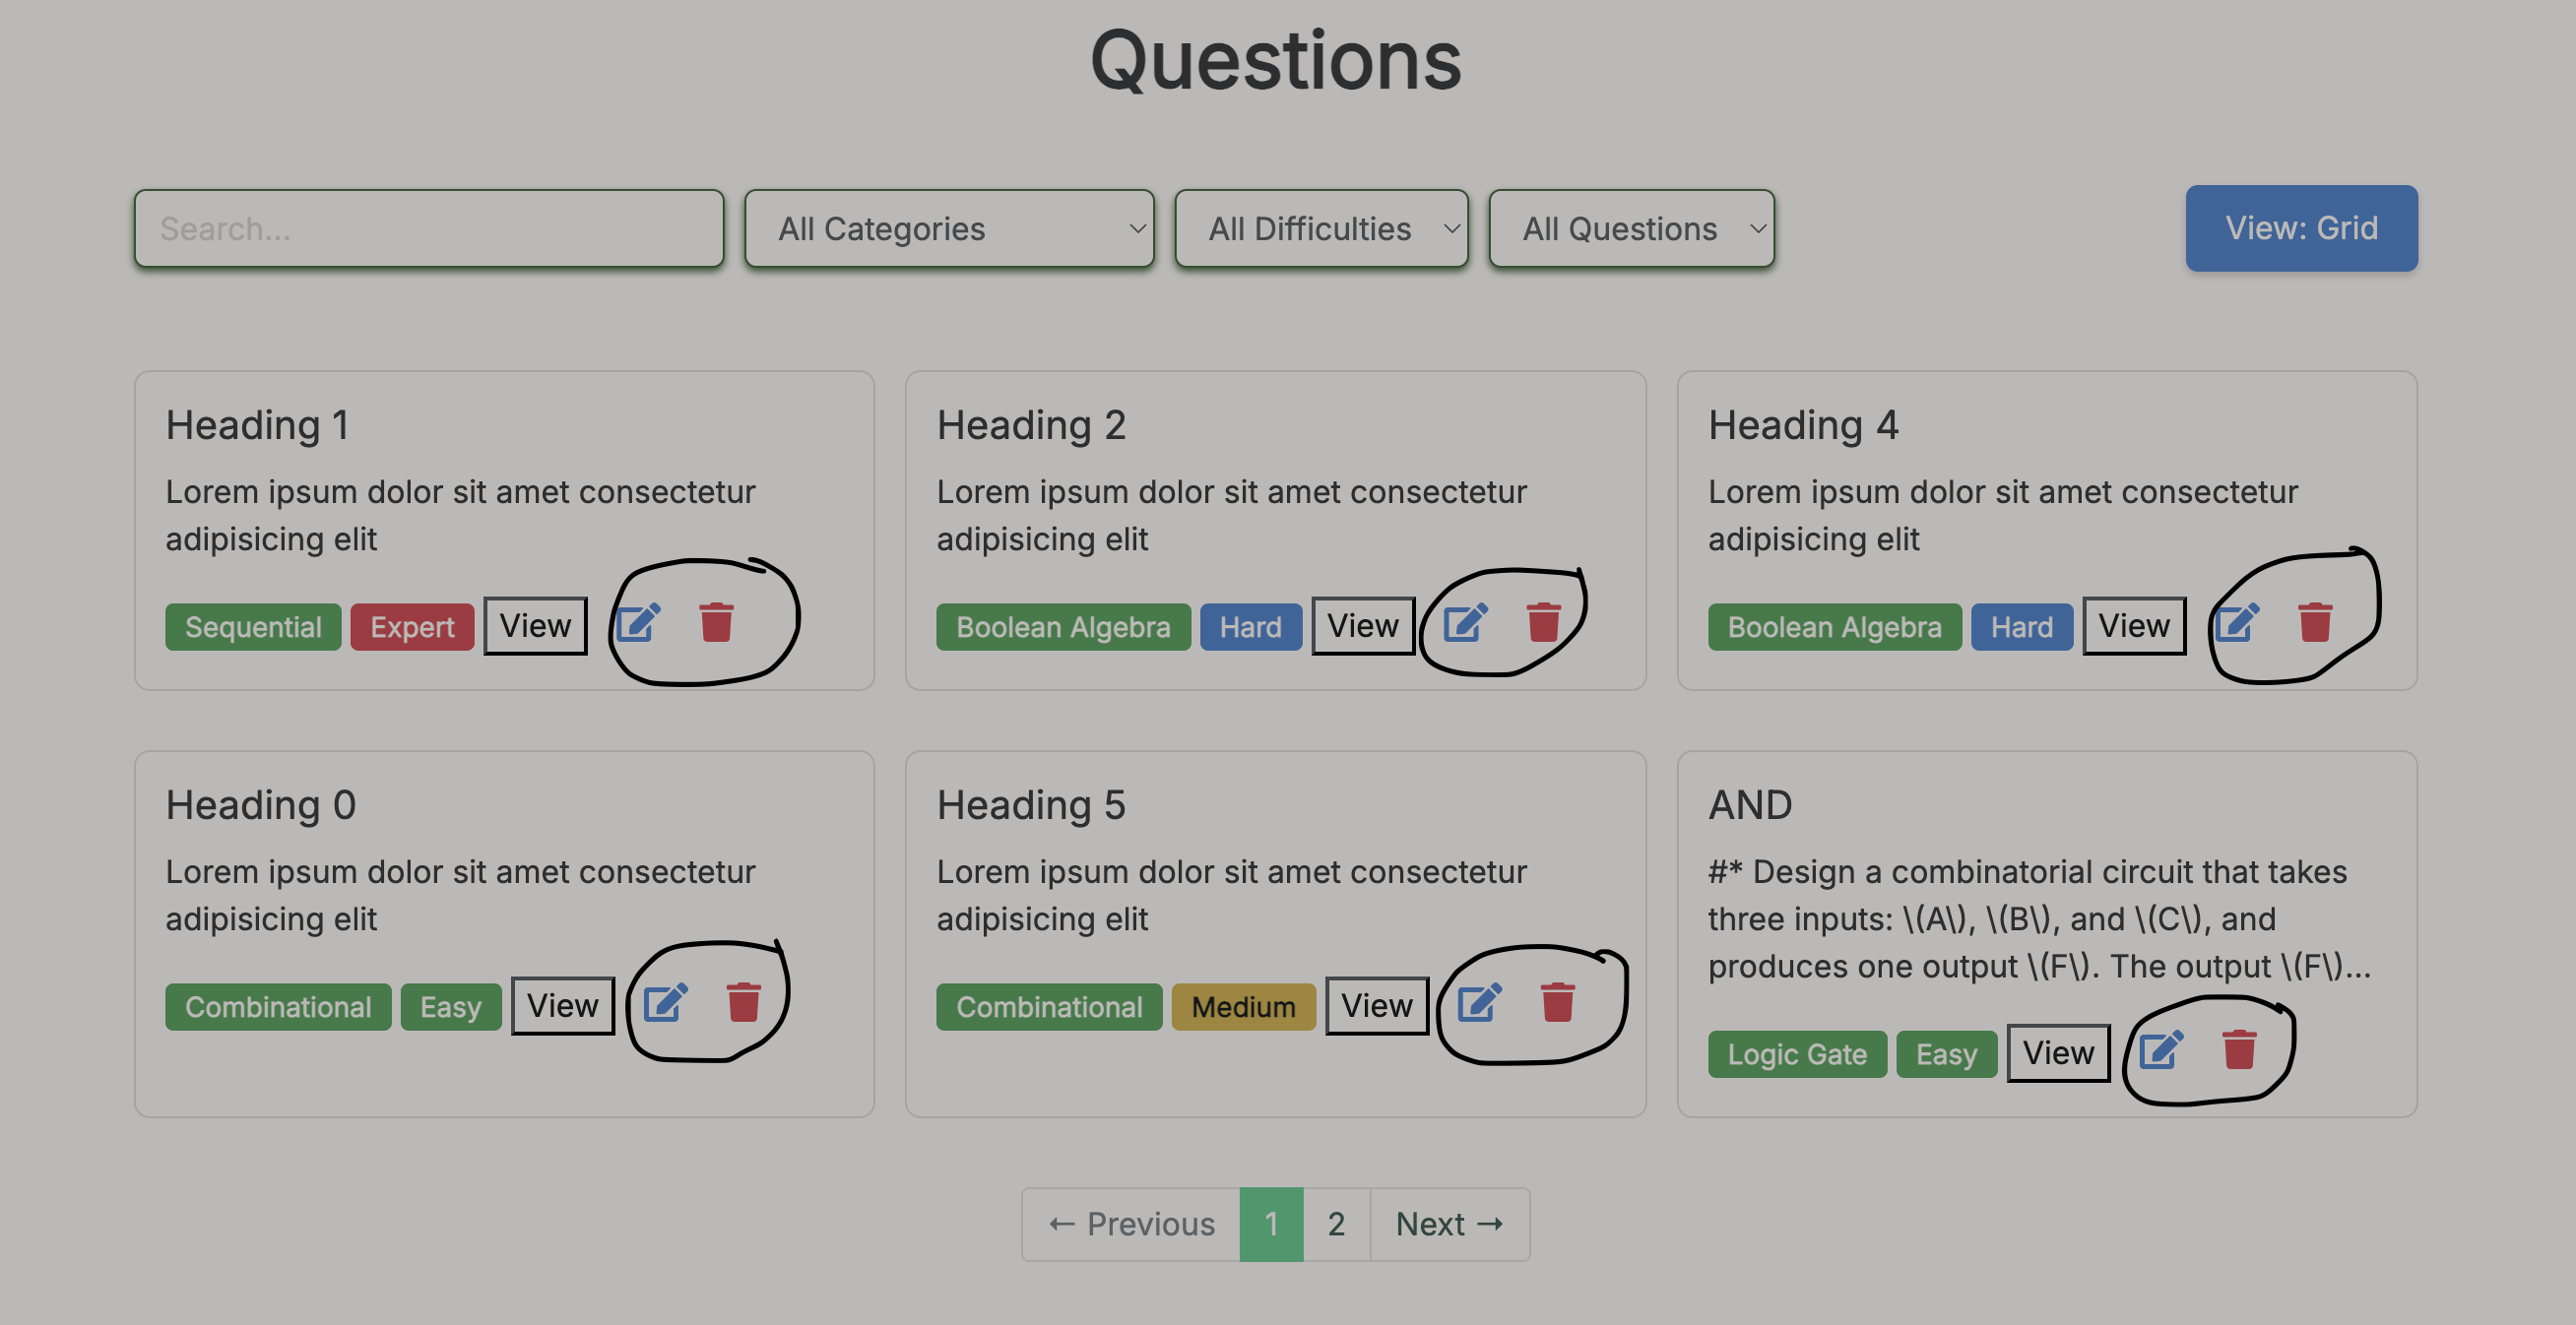 Questions
Search...
All Categories
All Difficulties
All Questions
View: Grid
Heading 1
Lorem ipsum dolor sit amet consectetur
adipisicing elit
Sequential Expert View
Heading 2
Lorem ipsum dolor sit amet consectetur
adipisicing elit
Boolean Algebra Hard View
Heading 4
Lorem ipsum dolor sit amet consectetur
adipisicing elit
Boolean Algebra Hard View
Heading 0
Lorem ipsum dolor sit amet consectetur
adipisicing elit
Combinational Easy View
Heading 5
Lorem ipsum dolor sit amet consectetur
adipisicing elit
Combinational Medium View
AND
#* Design a combinatorial circuit that takes
three inputs: \(A\), \(B\), and \(C\), and
produces one output \(F\). The output \(F\)...
Logic Gate Easy View
← Previous 1 2 Next →